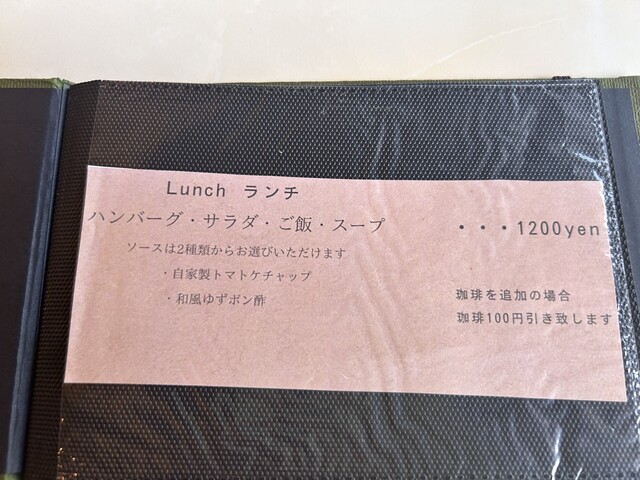 Lunch ランチ
ハンバーグ・サラダ・ご飯・スープ ・・・1200yen
ソースは2種類からお選びいただけます
・自家製トマトケチャップ
・和風ゆずポン酢
珈琲を追加の場合
珈琲100円引き致します